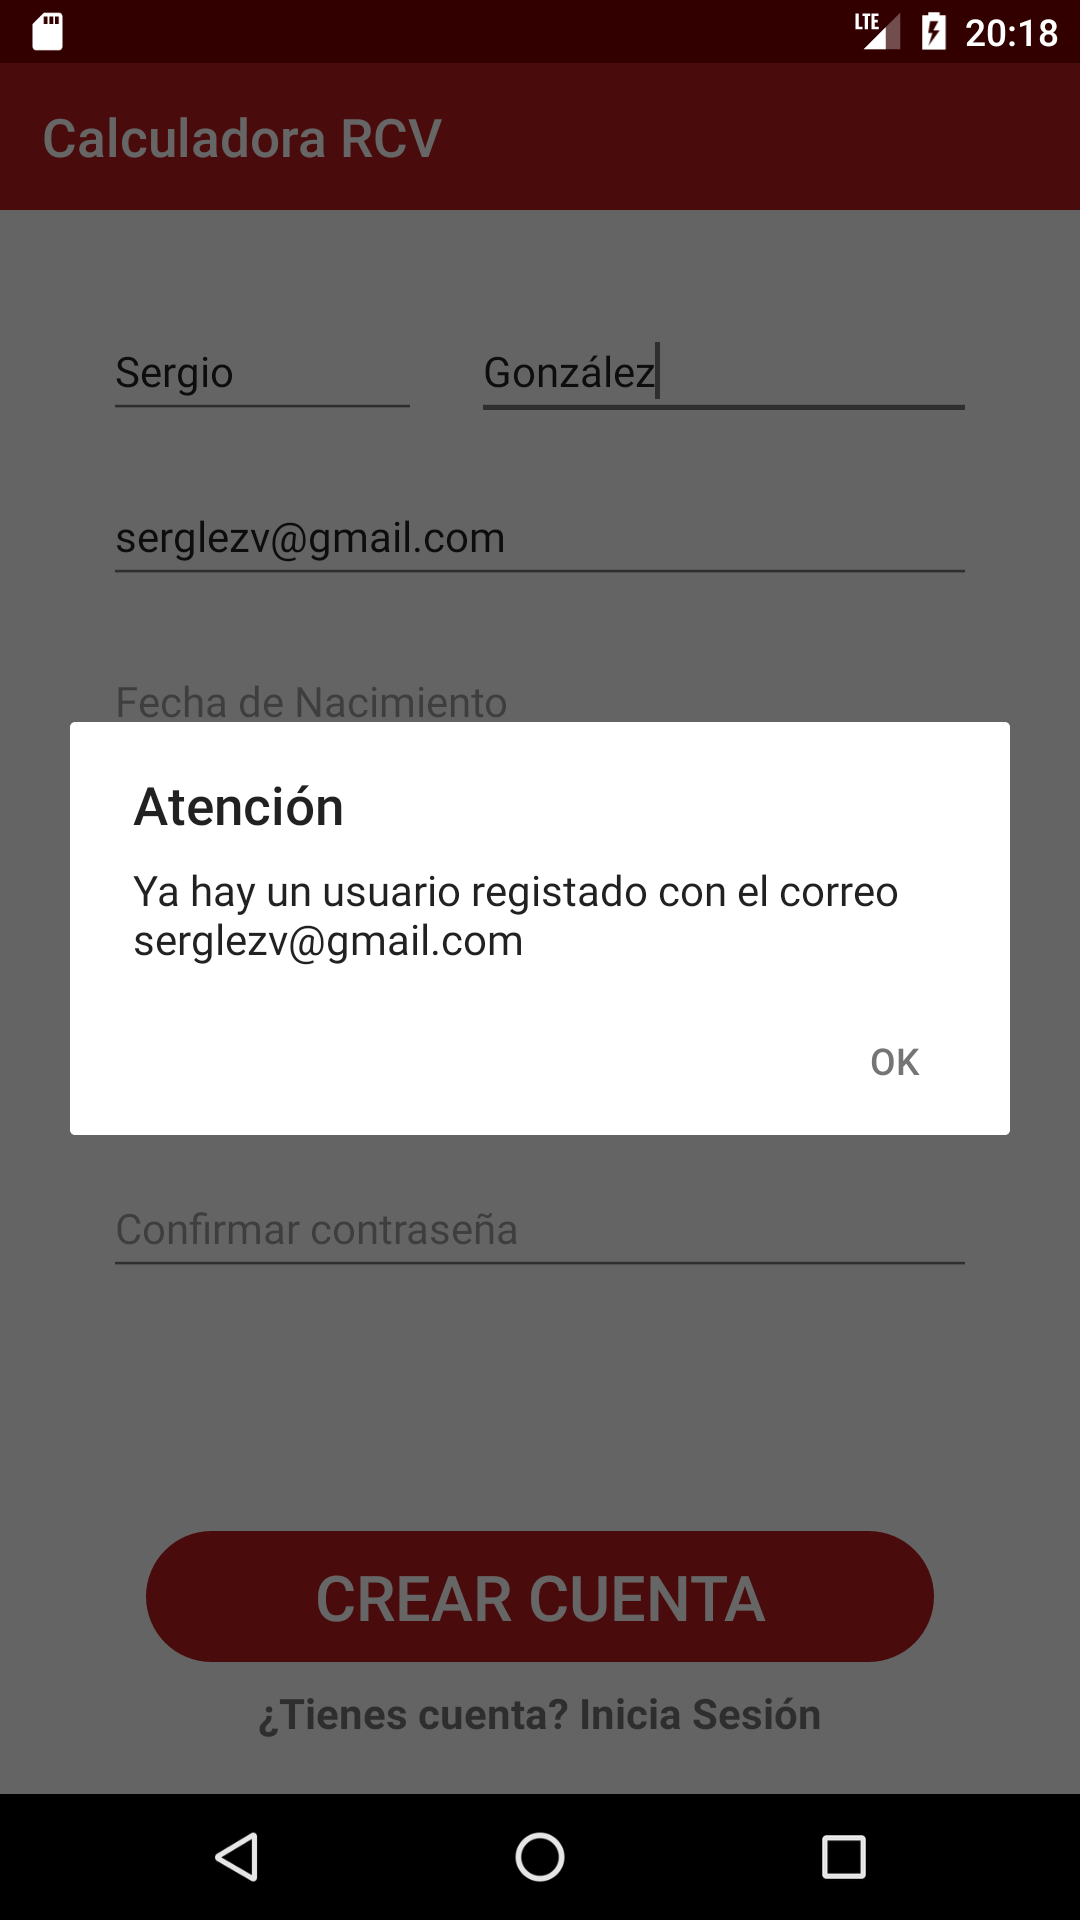 LTE 20:18
Calculadora RCV
Sergio González
serglezv@gmail.com
Fecha de Nacimiento
Atención
Ya hay un usuario registado con el correo
serglezv@gmail.com
OK
Confirmar contraseña
CREAR CUENTA
¿Tienes cuenta? Inicia Sesión